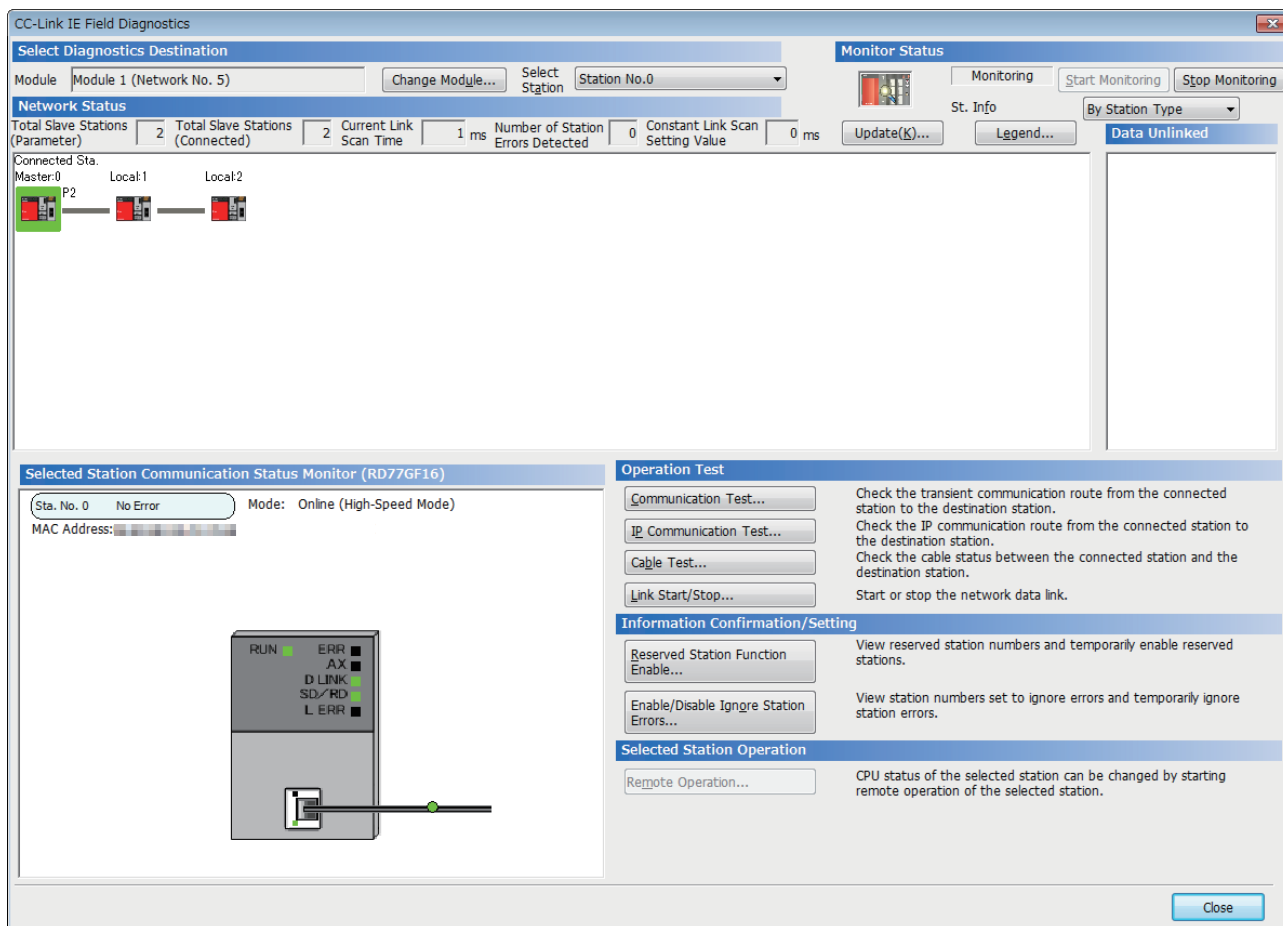 CC-Link IE Field Diagnostics
Select Diagnostics Destination
Module
Module 1 (Network No. 5)
Change Module...
Select
Station
Station No.0
Monitor Status
Monitoring
Start Monitoring
Stop Monitoring
St. Info
By Station Type
Update(K)...
Legend...
Network Status
Total Slave Stations
(Parameter)
2
Total Slave Stations
(Connected)
2
Current Link
Scan Time
1 ms
Number of Station
Errors Detected
0
Constant Link Scan
Setting Value
0 ms
Data Unlinked
Connected Sta.
Master:0
Local:1
Local:2
P2
Selected Station Communication Status Monitor (RD77GF16)
Sta. No. 0 No Error
Mode: Online (High-Speed Mode)
MAC Address:
RUN
ERR
AX
D LINK
SD/RD
L ERR
Operation Test
Communication Test...
Check the transient communication route from the connected
station to the destination station.
IP Communication Test...
Check the IP communication route from the connected station to
the destination station.
Cable Test...
Check the cable status between the connected station and the
destination station.
Link Start/Stop...
Start or stop the network data link.
Information Confirmation/Setting
Reserved Station Function
Enable...
View reserved station numbers and temporarily enable reserved
stations.
Enable/Disable Ignore Station
Errors...
View station numbers set to ignore errors and temporarily ignore
station errors.
Selected Station Operation
Remote Operation...
CPU status of the selected station can be changed by starting
remote operation of the selected station.
Close